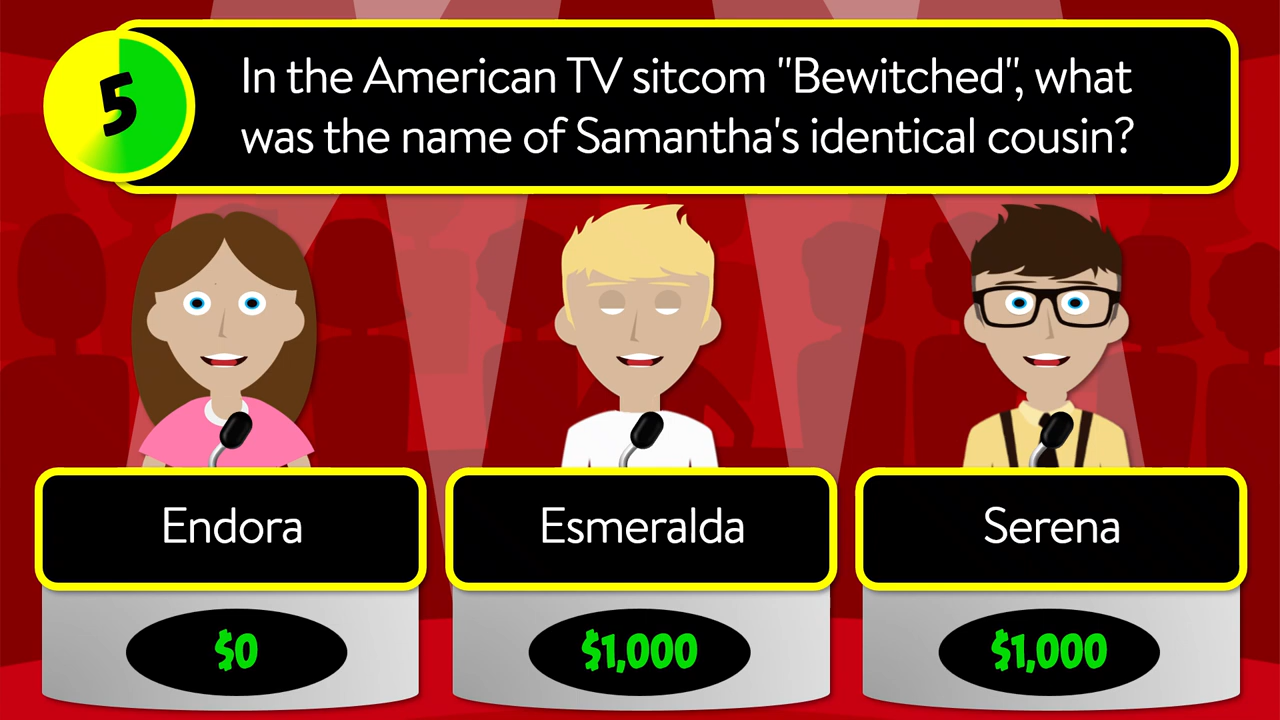 5
In the American TV sitcom "Bewitched", what
was the name of Samantha's identical cousin?
Endora
Esmeralda
Serena
$0
$1,000
$1,000